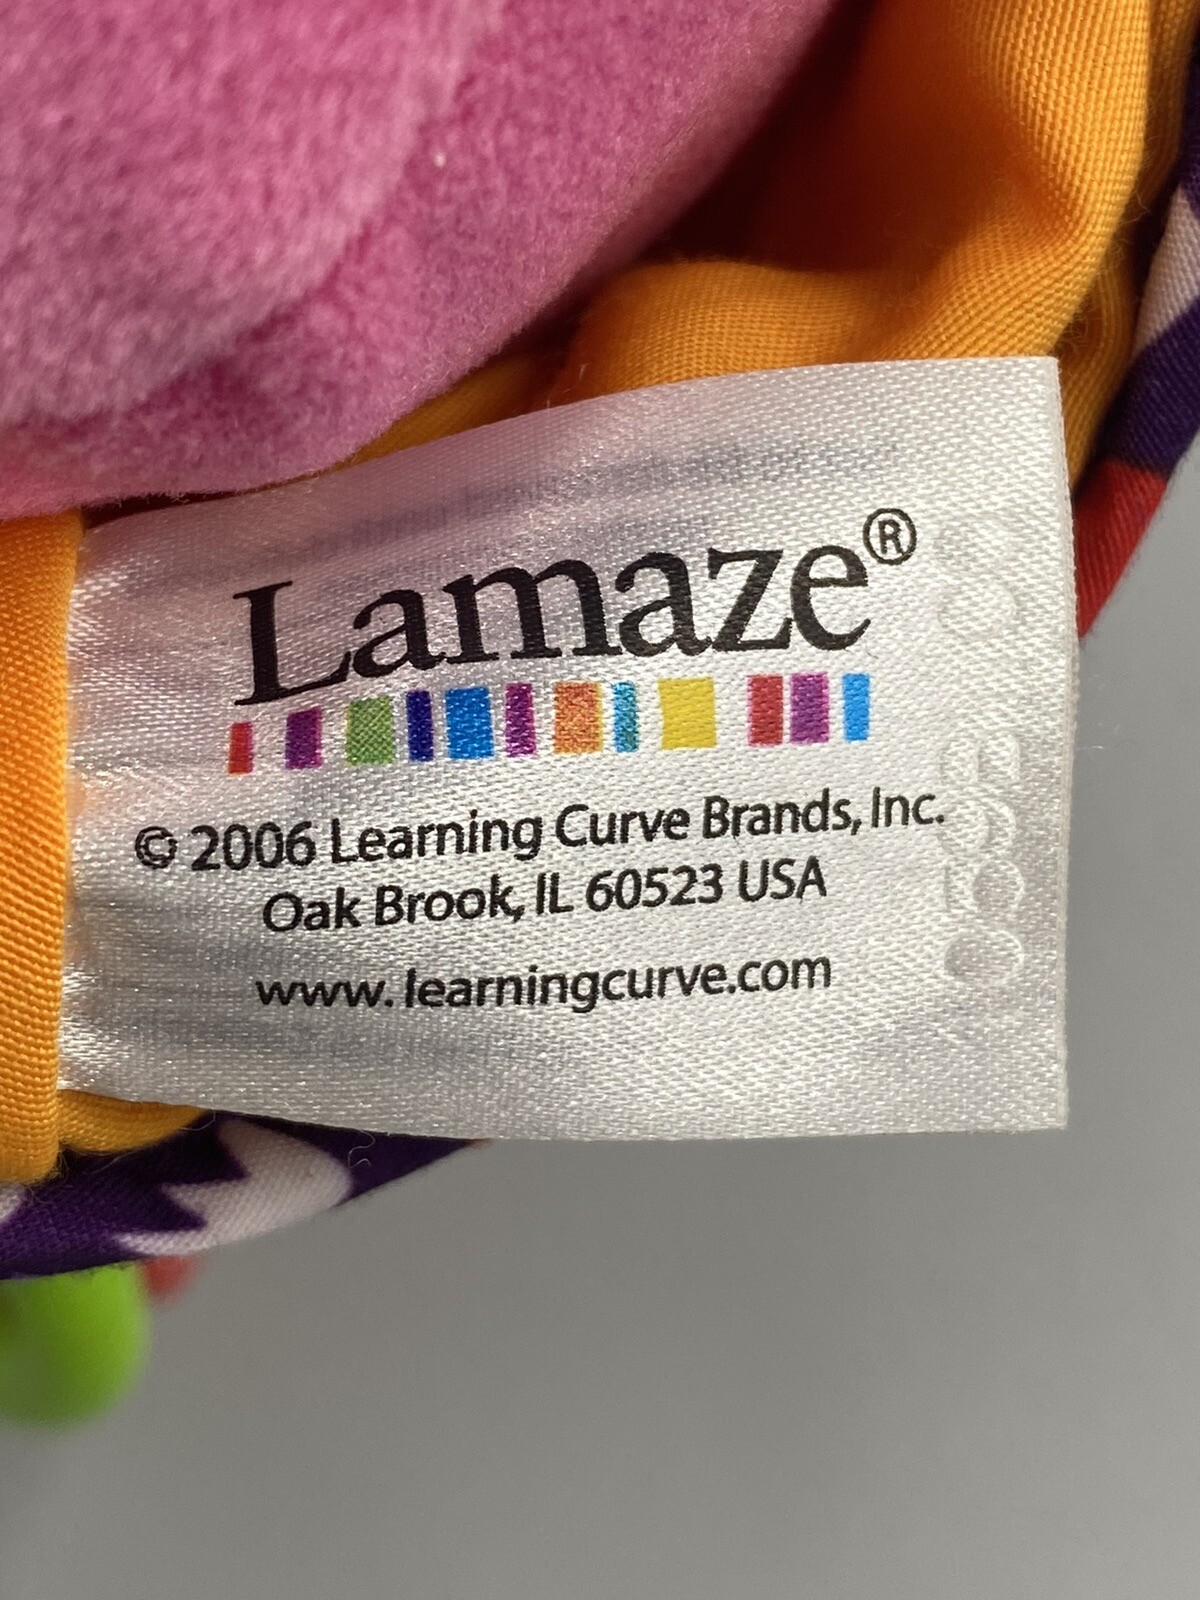 Lamaze®
© 2006 Learning Curve Brands, Inc.
Oak Brook, IL 60523 USA
www.learningcurve.com